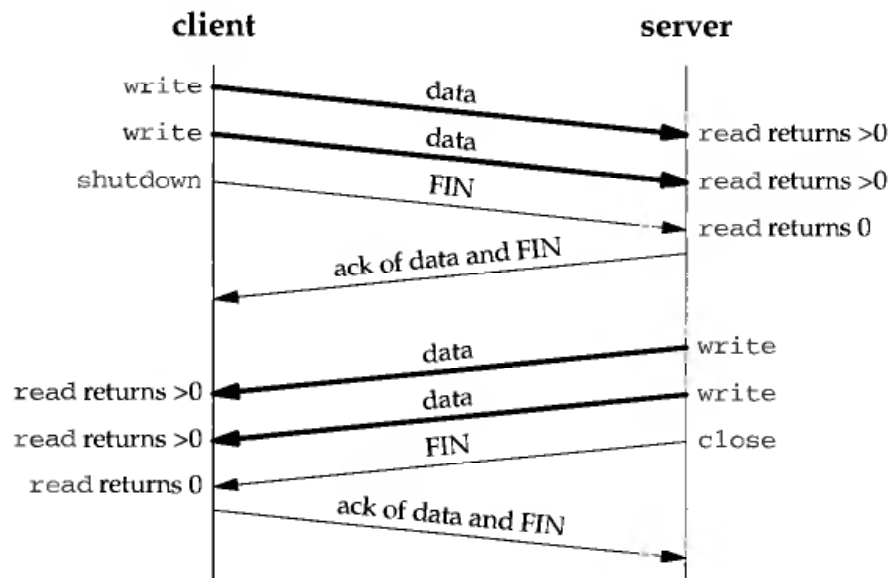 client server
write data
write data read returns >0
shutdown FIN read returns >0
read returns 0
ack of data and FIN
data write
read returns >0 data write
read returns >0 FIN close
read returns 0
ack of data and FIN